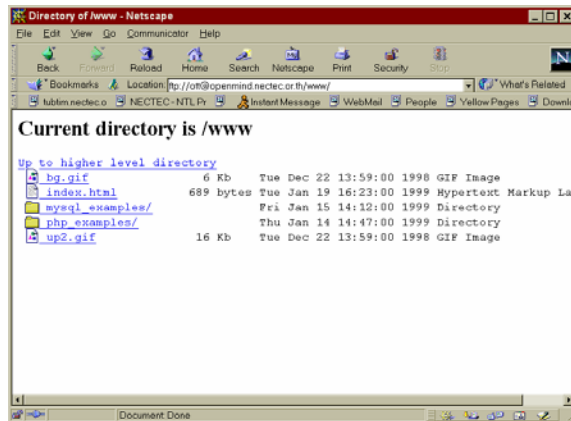 Directory of /www - Netscape
File Edit View Go Communicator Help
Back Forward Reload Home Search Netscape Print Security Stop
Bookmarks Location: ftp://ott@openmind.nectec.or.th/www/ What's Related
tubtim.nectec.o NECTEC-NTL Pr Instant Message WebMail People Yellow Pages Downl
Current directory is /www
Up to higher level directory
bg.gif 6 Kb Tue Dec 22 13:59:00 1998 GIF Image
index.html 689 bytes Tue Jan 19 16:23:00 1999 Hypertext Markup La
mysql_examples/ Fri Jan 15 14:12:00 1999 Directory
php_examples/ Thu Jan 14 14:47:00 1999 Directory
up2.gif 16 Kb Tue Dec 22 13:59:00 1998 GIF Image
Document: Done